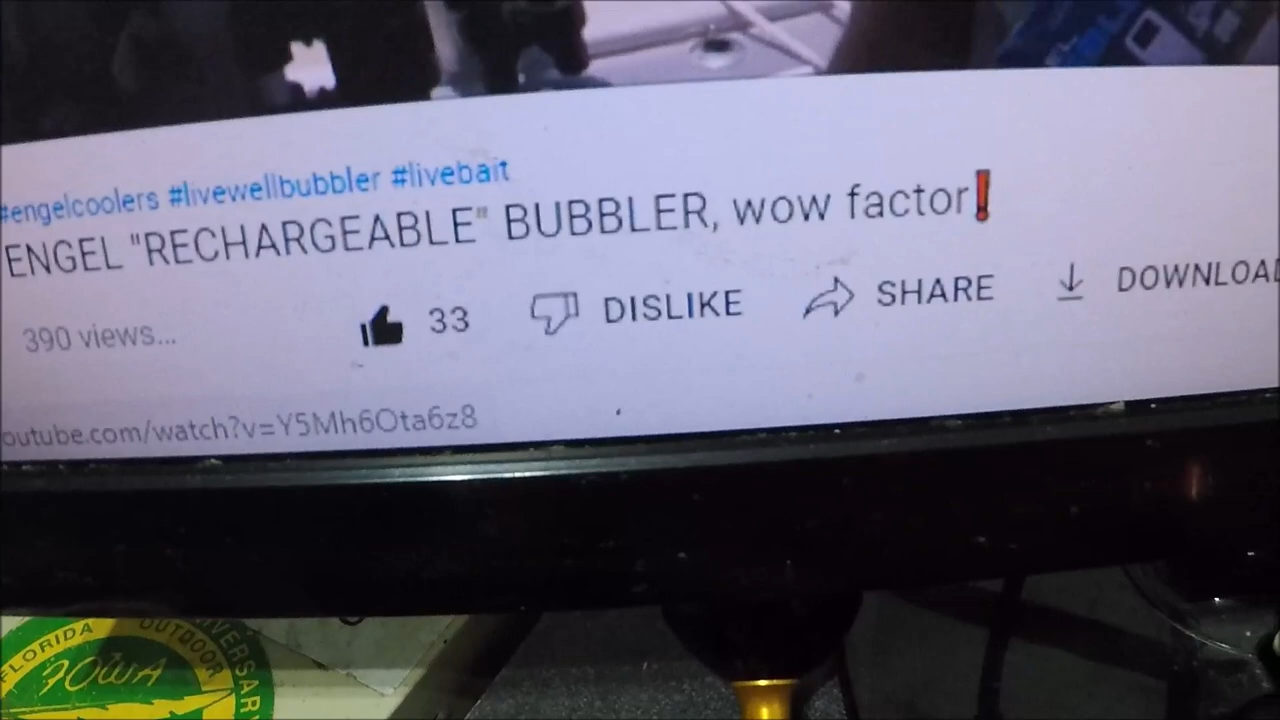 #engelcoolers #livewellbubbler #livebait
ENGEL "RECHARGEABLE" BUBBLER, wow factor❗
390 views... 33 DISLIKE SHARE DOWNLOAD
outube.com/watch?v=Y5Mh6Ota6z8
FLORIDA OUTDOOR
IVERSARY